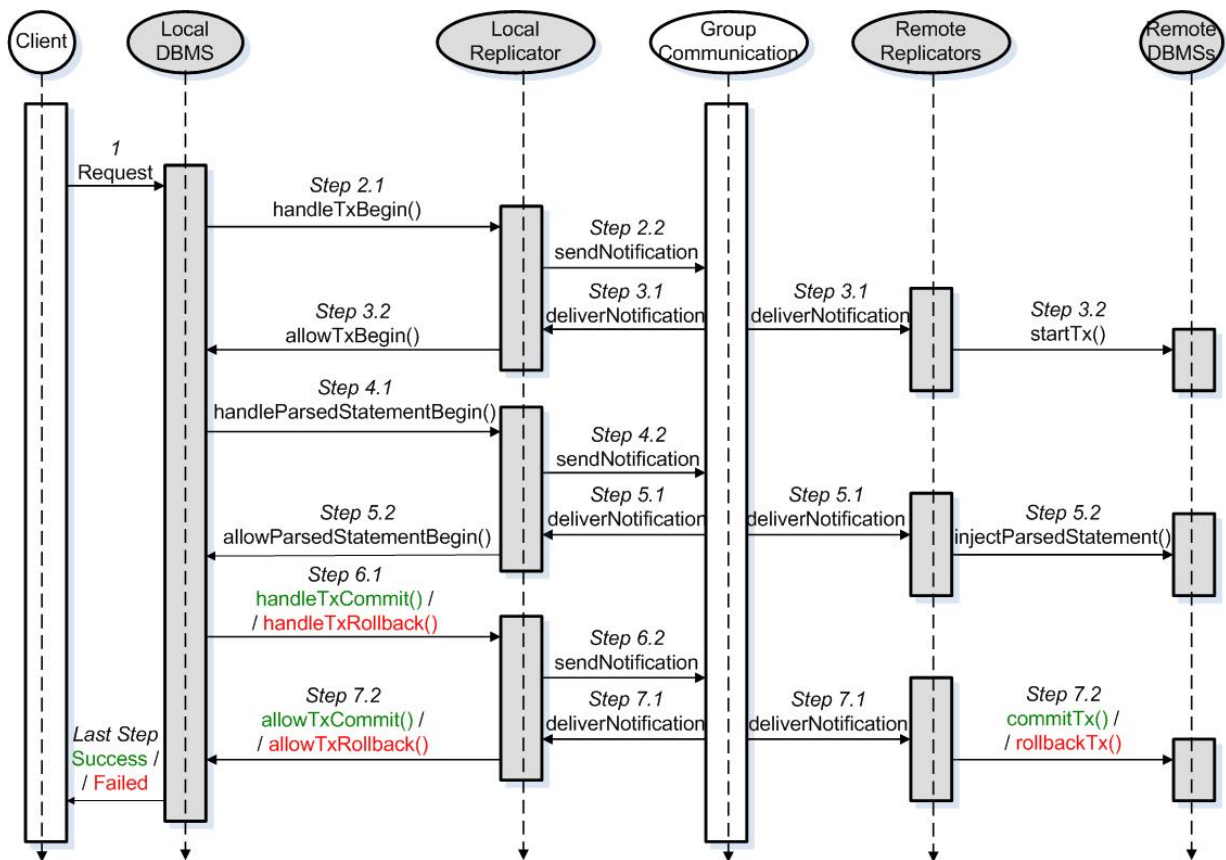 Client
Local
DBMS
Local
Replicator
Group
Communication
Remote
Replicators
Remote
DBMSs
1
Request
Step 2.1
handleTxBegin()
Step 2.2
sendNotification
Step 3.1
deliverNotification
Step 3.1
deliverNotification
Step 3.2
allowTxBegin()
Step 3.2
startTx()
Step 4.1
handleParsedStatementBegin()
Step 4.2
sendNotification
Step 5.1
deliverNotification
Step 5.1
deliverNotification
Step 5.2
allowParsedStatementBegin()
Step 5.2
injectParsedStatement()
Step 6.1
handleTxCommit() /
/ handleTxRollback()
Step 6.2
sendNotification
Step 7.1
deliverNotification
Step 7.1
deliverNotification
Step 7.2
allowTxCommit() /
/ allowTxRollback()
Step 7.2
commitTx() /
/ rollbackTx()
Last Step
Success /
/ Failed